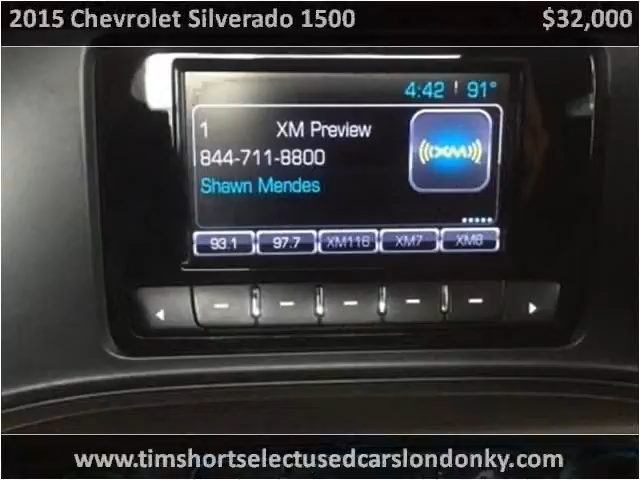 2015 Chevrolet Silverado 1500 $32,000
4:42 91°
1 XM Preview
844-711-8800
Shawn Mendes
((XM))
93.1 97.7 XM116 XM7 XM8
www.timshortselectusedcarslondonky.com